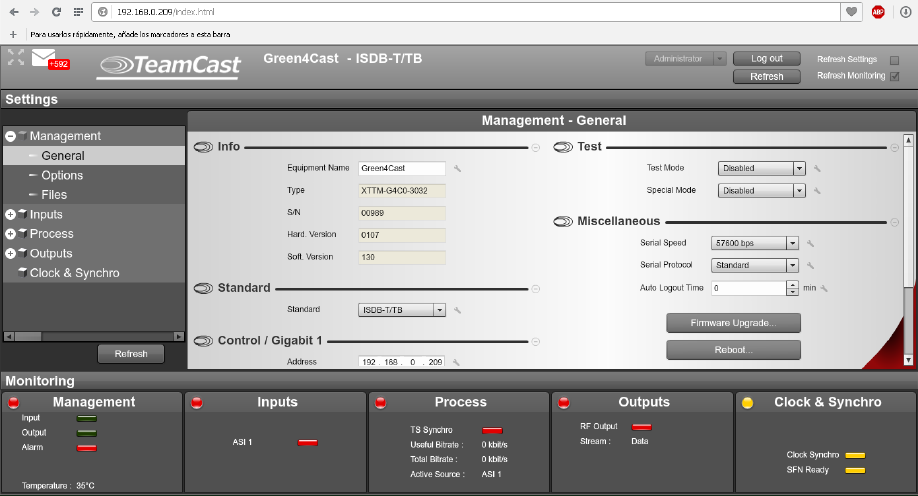 192.168.0.209/index.html
ABP
Para usarlos rápidamente, añade los marcadores a esta barra
+592
TeamCast
Green4Cast - ISDB-T/TB
Administrator
Log out
Refresh
Refresh Settings
Refresh Monitoring
Settings
Management
General
Options
Files
Inputs
Process
Outputs
Clock & Synchro
Refresh
Management - General
Info
Equipment Name Green4Cast
Type XTTM-G4C0-3032
S/N 00989
Hard. Version 0107
Soft. Version 130
Standard
Standard ISDB-T/TB
Control / Gigabit 1
Address 192 . 168 . 0 . 209
Test
Test Mode Disabled
Special Mode Disabled
Miscellaneous
Serial Speed 57600 bps
Serial Protocol Standard
Auto Logout Time 0 min
Firmware Upgrade...
Reboot...
Monitoring
Management
Input
Output
Alarm
Temperature : 35°C
Inputs
ASI 1
Process
TS Synchro
Useful Bitrate : 0 kbit/s
Total Bitrate : 0 kbit/s
Active Source : ASI 1
Outputs
RF Output
Stream : Data
Clock & Synchro
Clock Synchro
SFN Ready